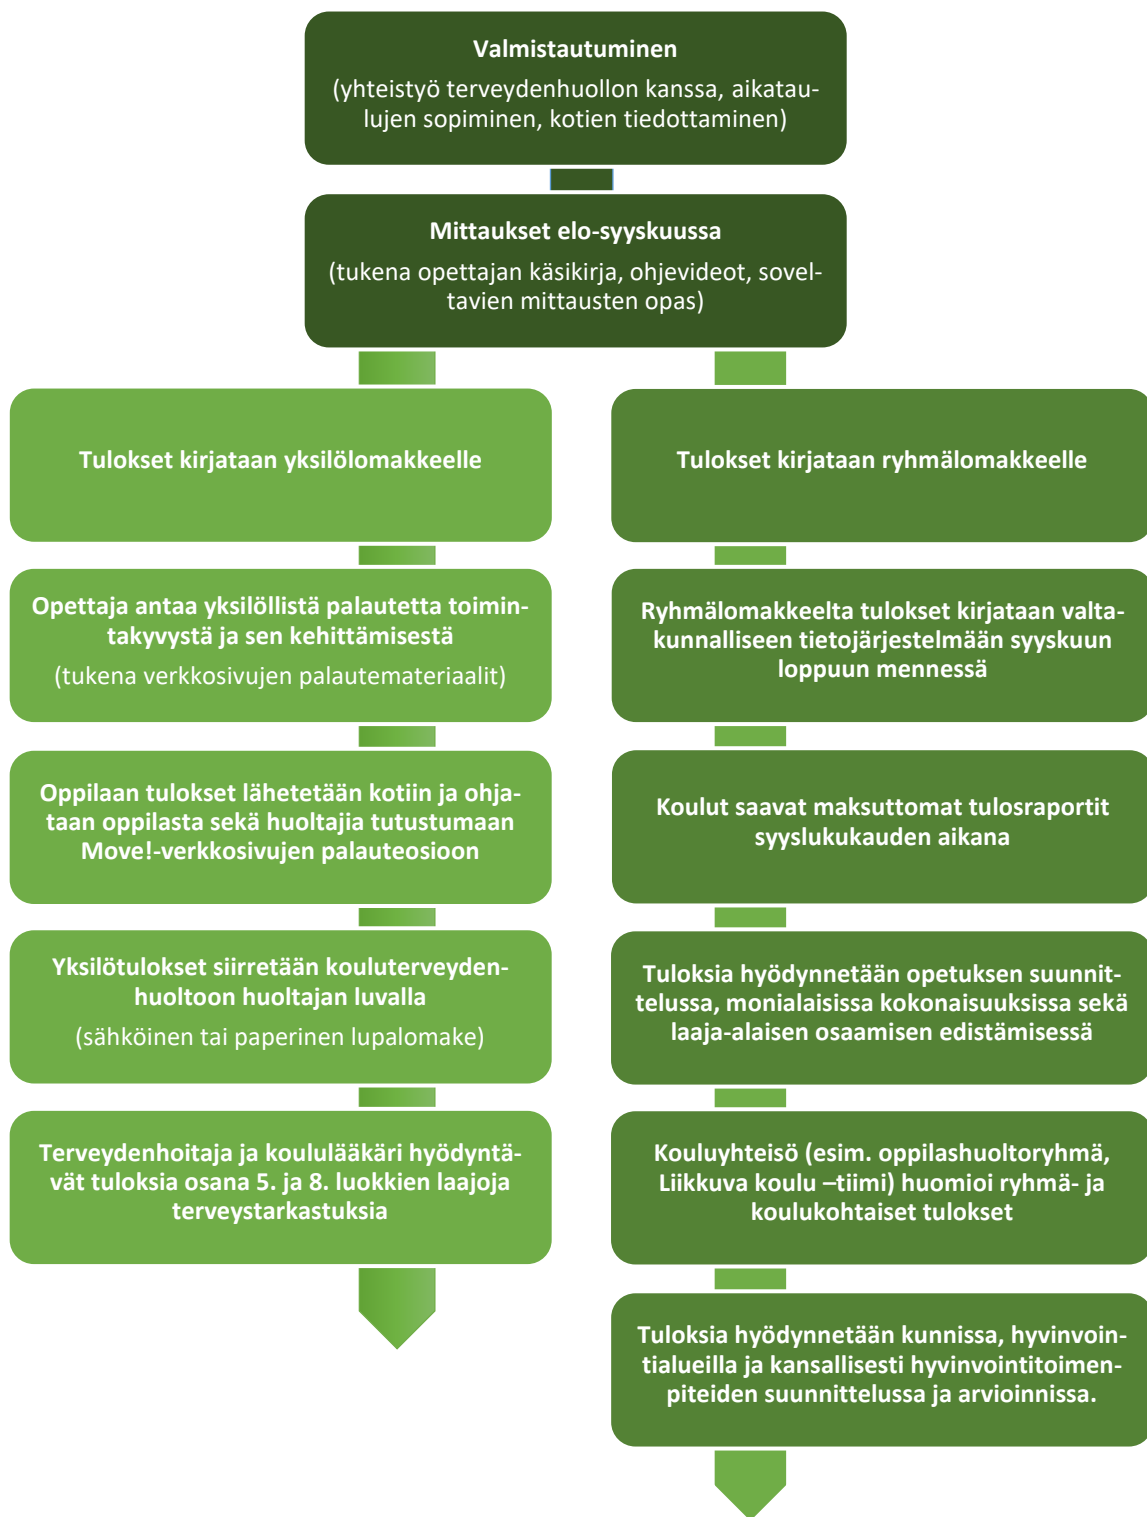 Valmistautuminen
(yhteistyö terveydenhuollon kanssa, aikatau-
lujen sopiminen, kotien tiedottaminen)
Mittaukset elo-syyskuussa
(tukena opettajan käsikirja, ohjevideot, sovel-
tavien mittausten opas)
Tulokset kirjataan yksilölomakkeelle
Opettaja antaa yksilöllistä palautetta toimin-
takyvystä ja sen kehittämisestä
(tukena verkkosivujen palautemateriaalit)
Oppilaan tulokset lähetetään kotiin ja ohja-
taan oppilasta sekä huoltajia tutustumaan
Move!-verkkosivujen palauteosioon
Yksilötulokset siirretään kouluterveyden-
huoltoon huoltajan luvalla
(sähköinen tai paperinen lupalomake)
Terveydenhoitaja ja koululääkäri hyödyntä-
vät tuloksia osana 5. ja 8. luokkien laajoja
terveystarkastuksia
Tulokset kirjataan ryhmälomakkeelle
Ryhmälomakkeelta tulokset kirjataan valta-
kunnalliseen tietojärjestelmään syyskuun
loppuun mennessä
Koulut saavat maksuttomat tulosraportit
syyslukukauden aikana
Tuloksia hyödynnetään opetuksen suunnit-
telussa, monialaisissa kokonaisuuksissa sekä
laaja-alaisen osaamisen edistämisessä
Kouluyhteisö (esim. oppilashuoltoryhmä,
Liikkuva koulu –tiimi) huomioi ryhmä- ja
koulukohtaiset tulokset
Tuloksia hyödynnetään kunnissa, hyvinvoin-
tialueilla ja kansallisesti hyvinvointitoimen-
piteiden suunnittelussa ja arvioinnissa.